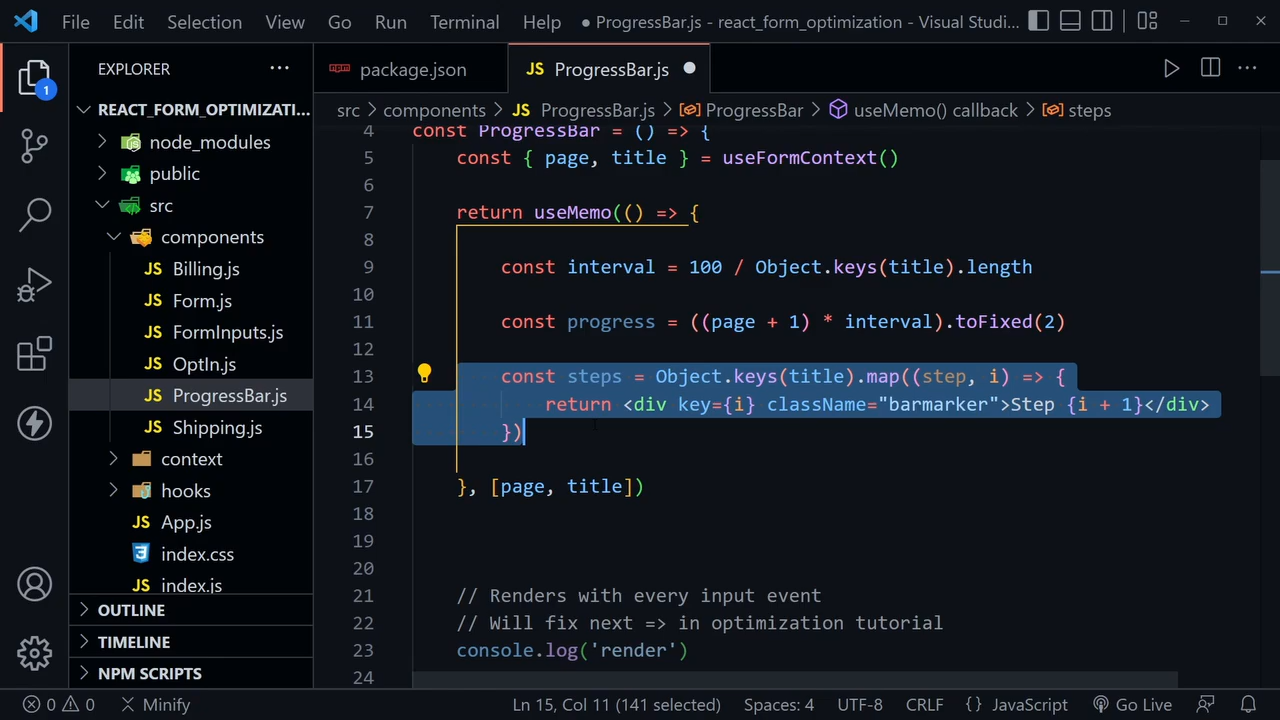 File Edit Selection View Go Run Terminal Help ● ProgressBar.js - react_form_optimization - Visual Studi...
EXPLORER ...
package.json
JS ProgressBar.js ●
REACT_FORM_OPTIMIZATI...
src > components > JS ProgressBar.js > ProgressBar > useMemo() callback > steps
node_modules
public
src
components
JS Billing.js
JS Form.js
JS FormInputs.js
JS OptIn.js
JS ProgressBar.js
JS Shipping.js
context
hooks
JS App.js
index.css
JS index.js
OUTLINE
TIMELINE
NPM SCRIPTS
1
4 const ProgressBar = () => {
5 const { page, title } = useFormContext()
6
7 return useMemo(() => {
8
9 const interval = 100 / Object.keys(title).length
10
11 const progress = ((page + 1) * interval).toFixed(2)
12
13 const steps = Object.keys(title).map((step, i) => {
14 return <div key={i} className="barmarker">Step {i + 1}</div>
15 })
16
17 }, [page, title])
18
19
20
21 // Renders with every input event
22 // Will fix next => in optimization tutorial
23 console.log('render')
24
0 0 Minify Ln 15, Col 11 (141 selected) Spaces: 4 UTF-8 CRLF {} JavaScript Go Live